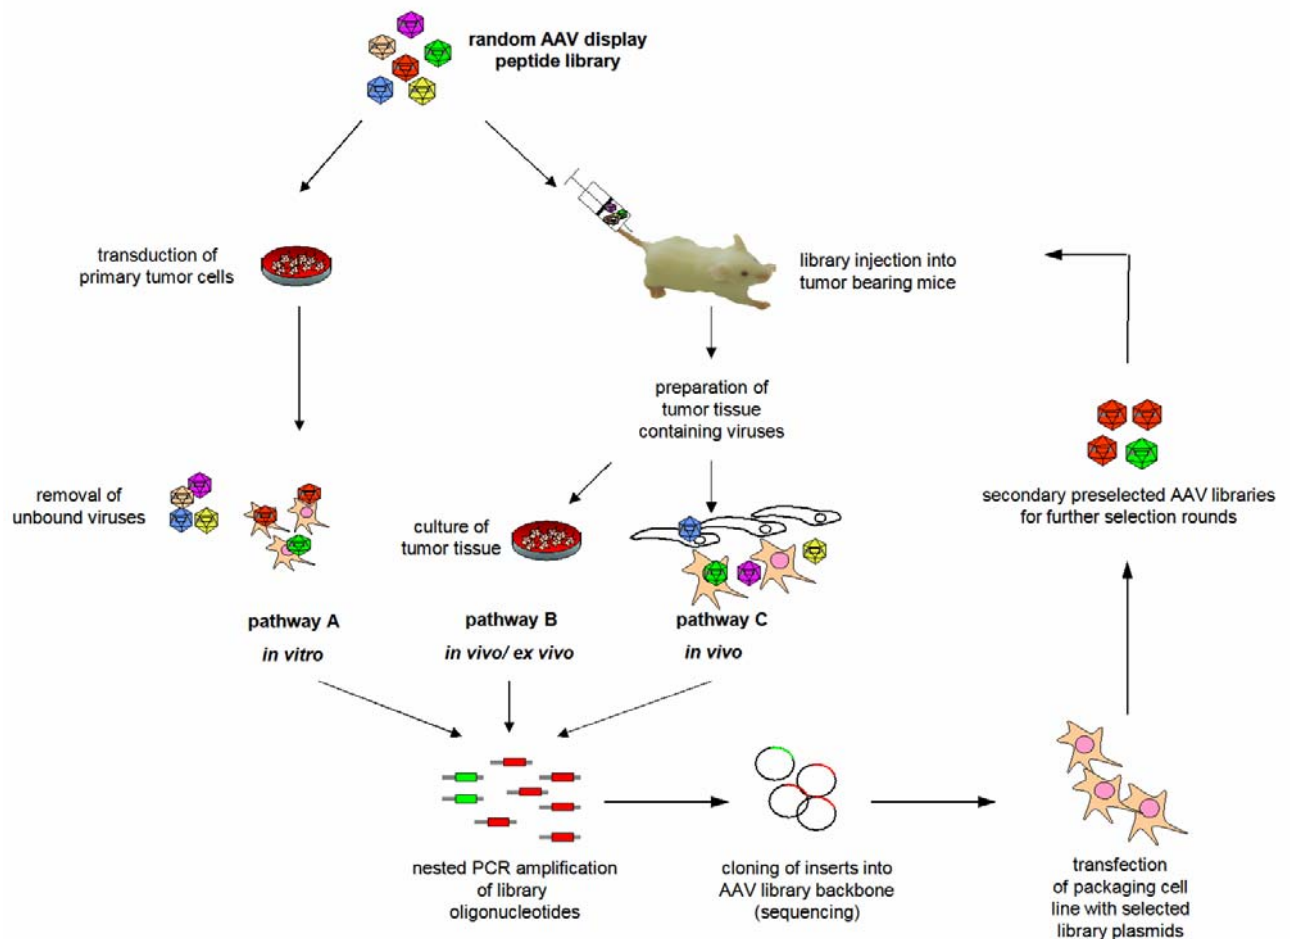 random AAV display
peptide library
transduction of
primary tumor cells
library injection into
tumor bearing mice
preparation of
tumor tissue
containing viruses
removal of
unbound viruses
culture of
tumor tissue
secondary preselected AAV libraries
for further selection rounds
pathway A
in vitro
pathway B
in vivo/ ex vivo
pathway C
in vivo
nested PCR amplification
of library
oligonucleotides
cloning of inserts into
AAV library backbone
(sequencing)
transfection
of packaging cell
line with selected
library plasmids